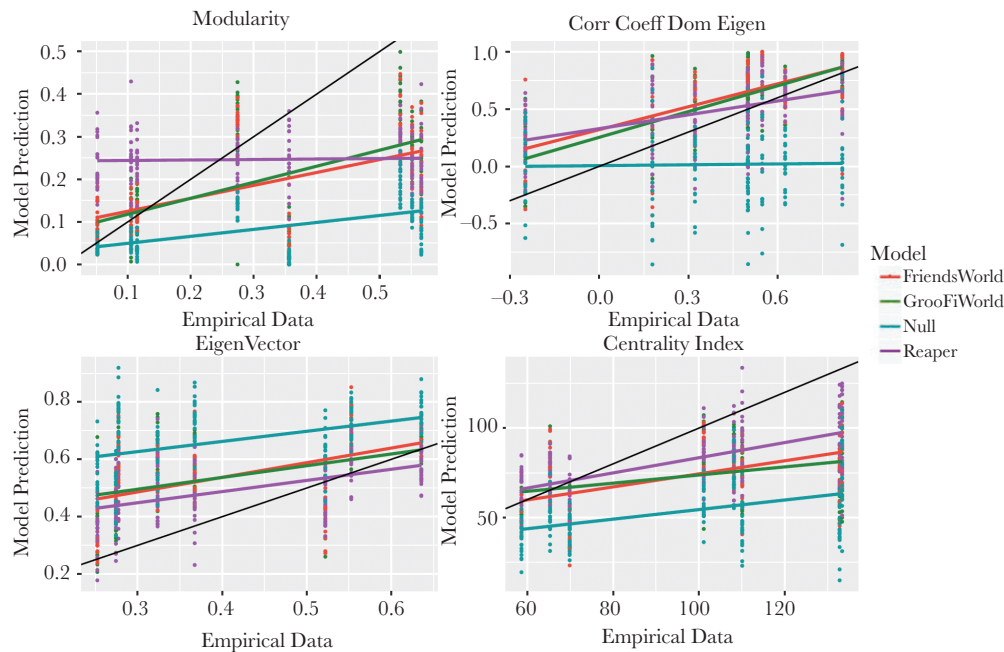 Modularity
0.5
0.4
0.3
0.2
0.1
0.0
Model Prediction
0.1 0.2 0.3 0.4 0.5
Empirical Data
Corr Coeff Dom Eigen
1.0
0.5
0.0
−0.5
Model Prediction
−0.3 0.0 0.3 0.6
Empirical Data
Model
FriendsWorld
GrooFiWorld
Null
Reaper
EigenVector
0.8
0.6
0.4
0.2
Model Prediction
0.3 0.4 0.5 0.6
Empirical Data
Centrality Index
100
50
Model Prediction
60 80 100 120
Empirical Data